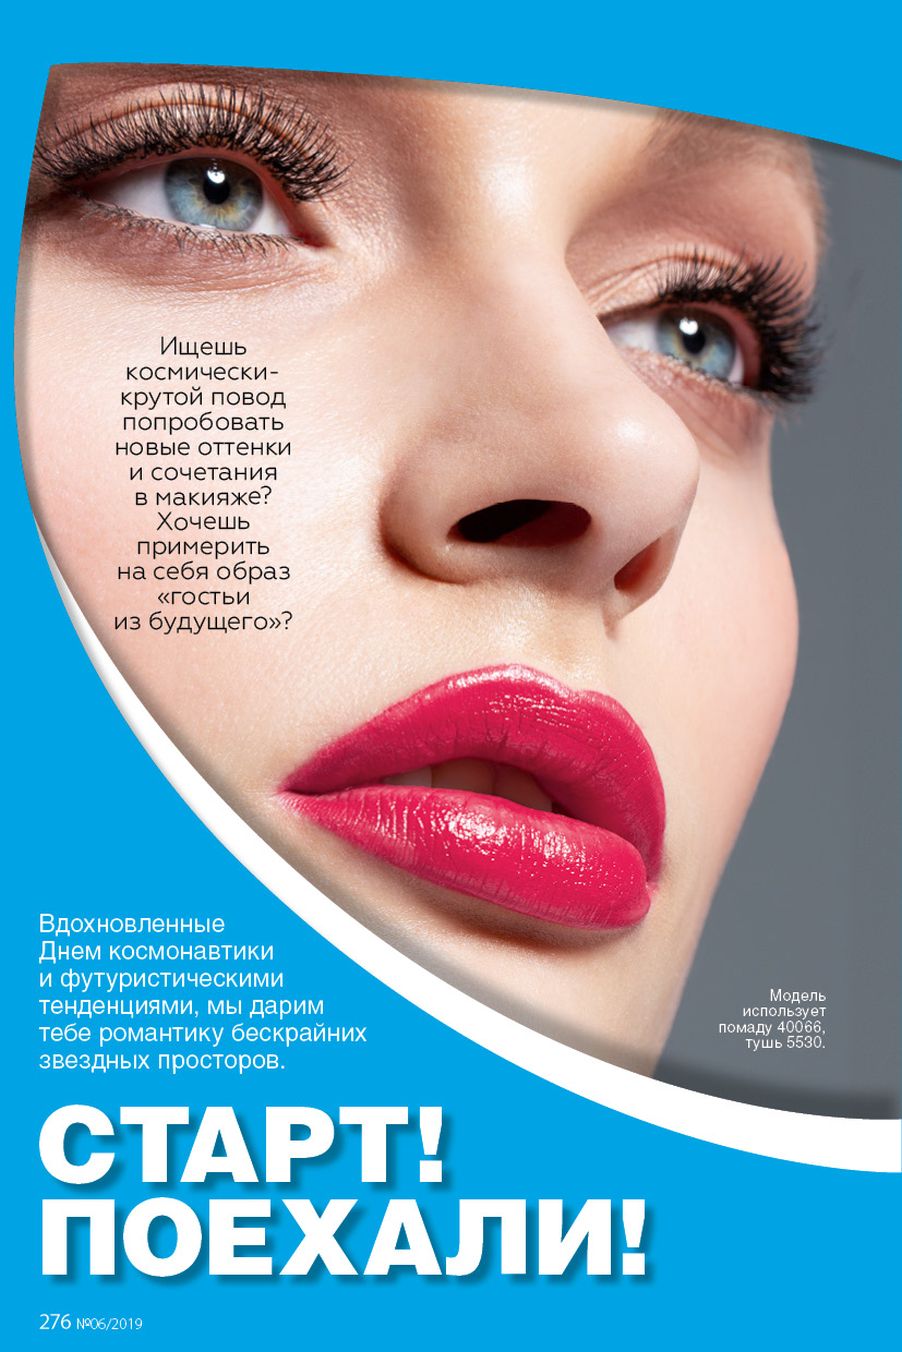 Ищешь
космически-
крутой повод
попробовать
новые оттенки
и сочетания
в макияже?
Хочешь
примерить
на себя образ
«гостьи
из будущего»?
Вдохновленные
Днем космонавтики
и футуристическими
тенденциями, мы дарим
тебе романтику бескрайних
звездных просторов.
Модель
использует
помаду 40066,
тушь 5530.
СТАРТ!
ПОЕХАЛИ!
276 №06/2019